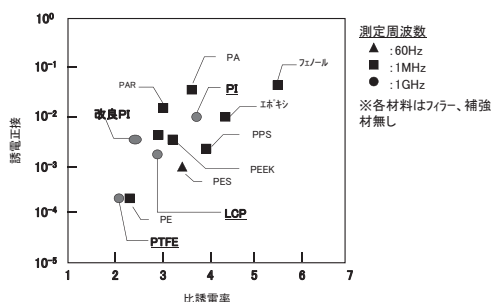 10⁰
10⁻¹
10⁻²
10⁻³
10⁻⁴
10⁻⁵
誘電正接
1 2 3 4 5 6 7
比誘電率
PA
フェノール
PAR
PI
改良PI
エポキシ
PPS
PEEK
PES
LCP
PE
PTFE
測定周波数
▲ :60Hz
■ :1MHz
● :1GHz
※各材料はフィラー、補強
材無し